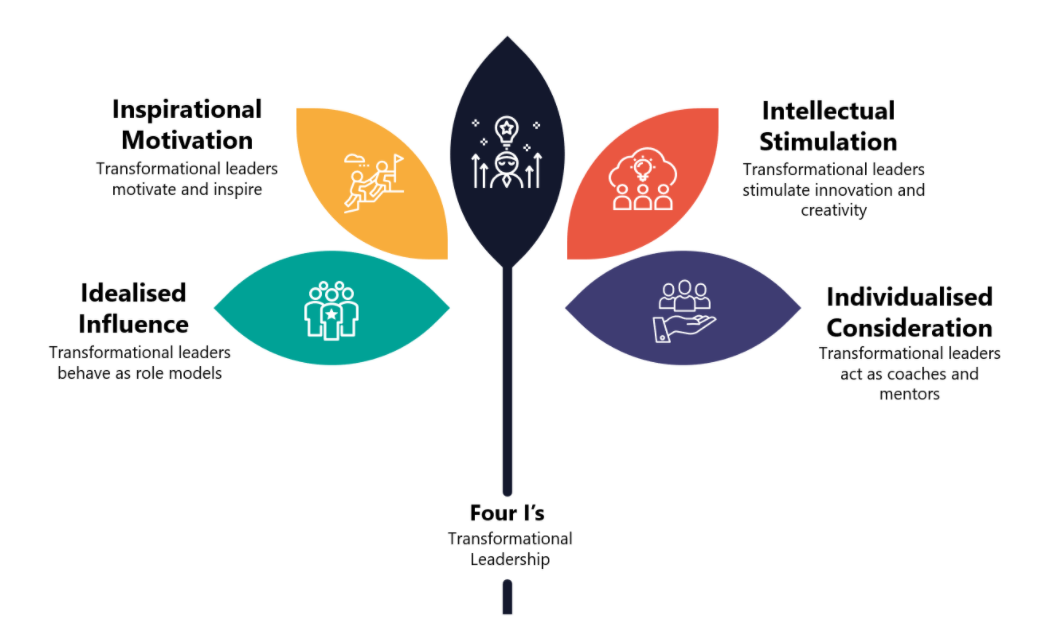 Inspirational
Motivation
Transformational leaders
motivate and inspire
Intellectual
Stimulation
Transformational leaders
stimulate innovation and
creativity
Idealised
Influence
Transformational leaders
behave as role models
Individualised
Consideration
Transformational leaders
act as coaches and
mentors
Four I's
Transformational
Leadership